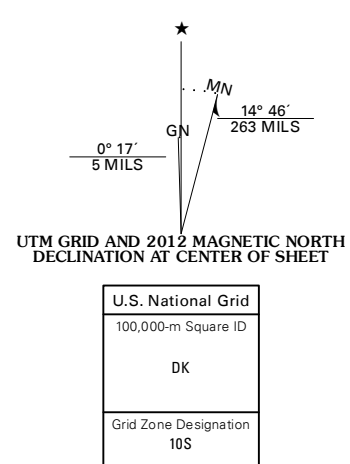 ★
MN
14° 46´
263 MILS
GN
0° 17´
5 MILS
UTM GRID AND 2012 MAGNETIC NORTH
DECLINATION AT CENTER OF SHEET
U.S. National Grid
100,000-m Square ID
DK
Grid Zone Designation
10S